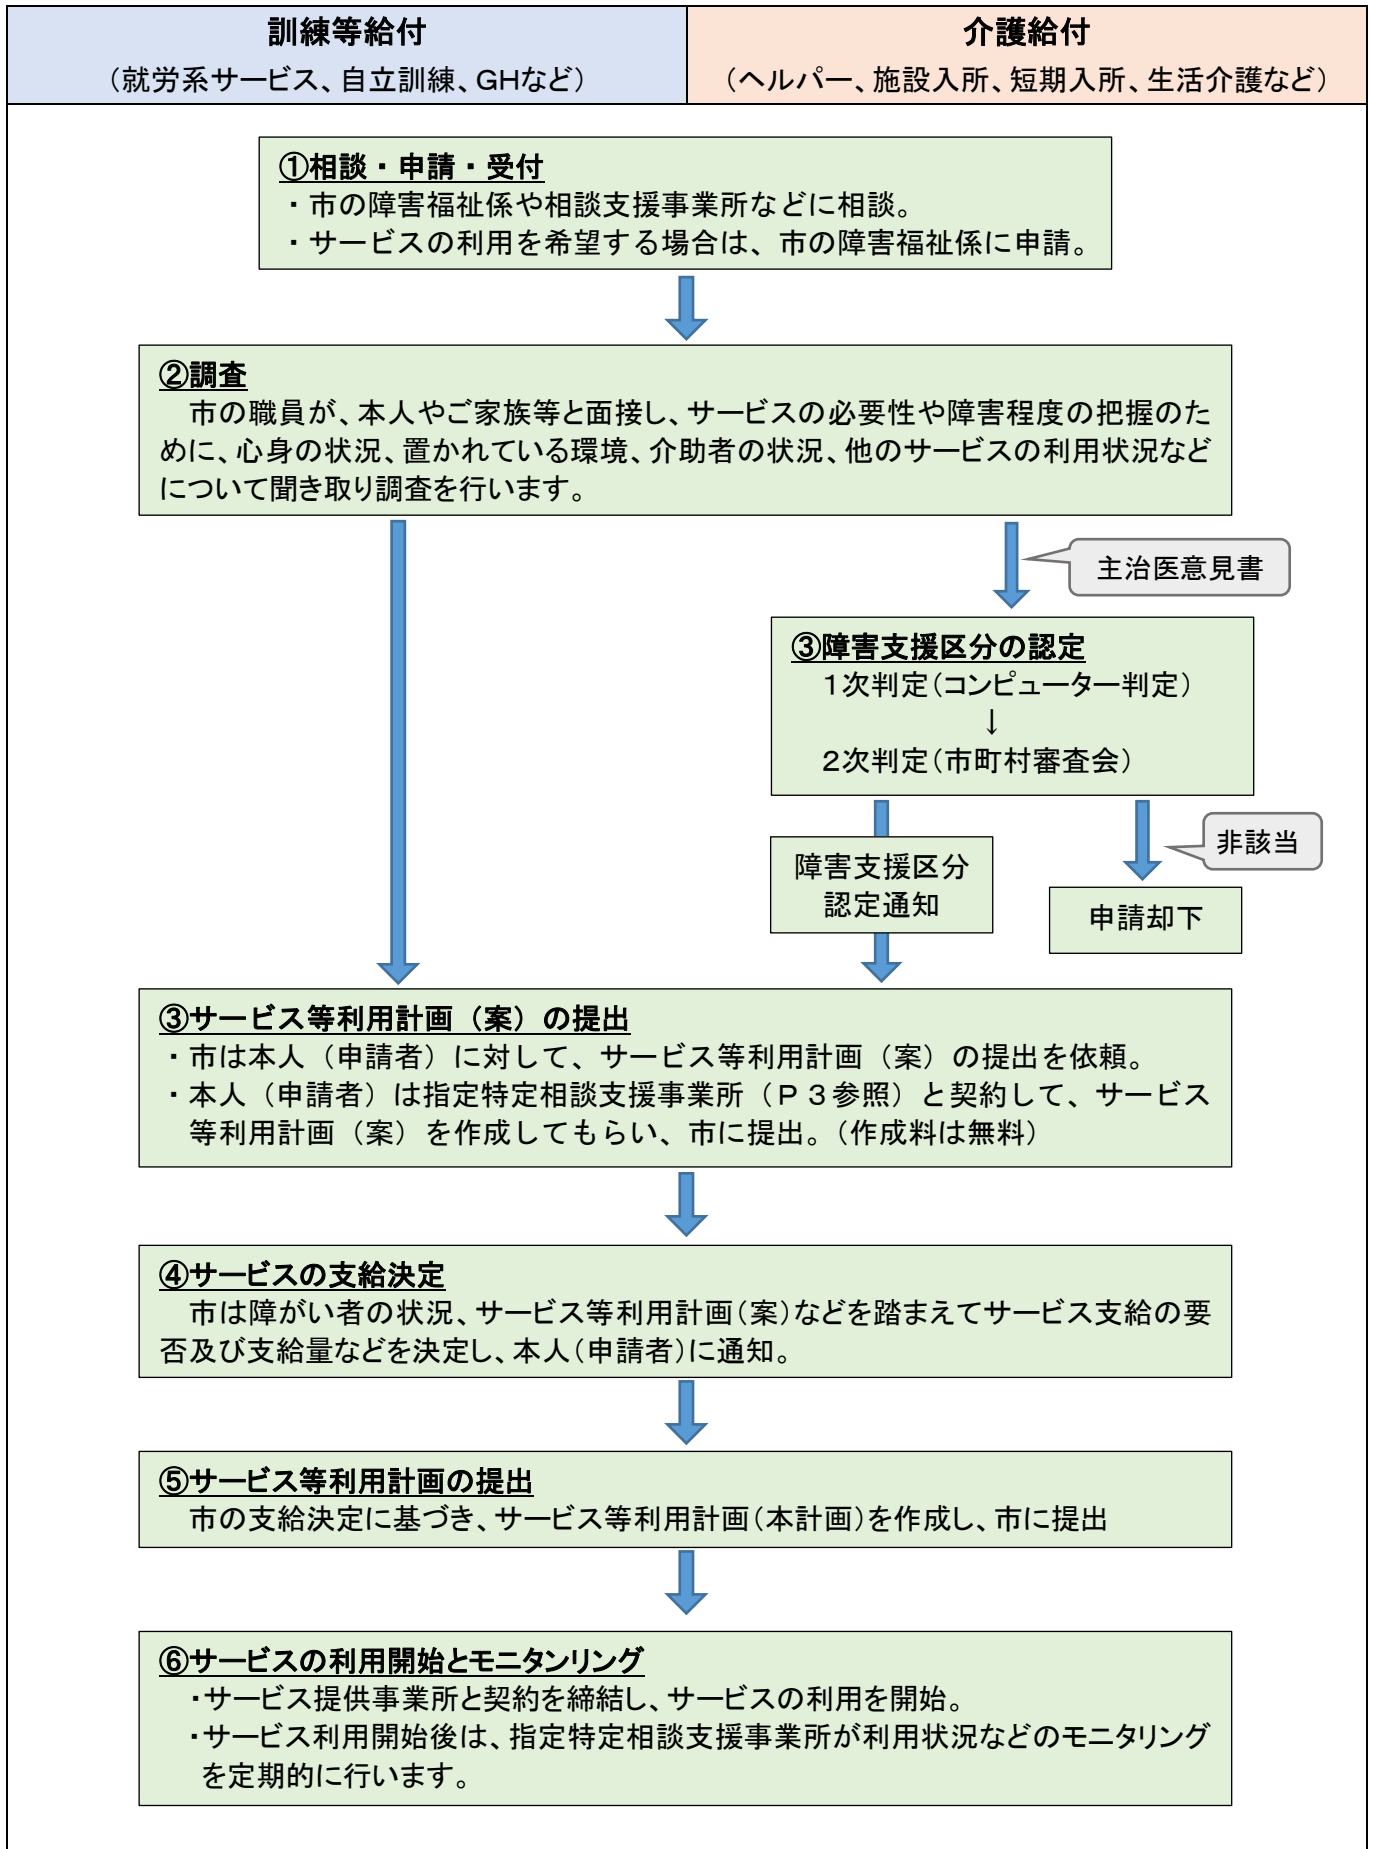 訓練等給付
（就労系サービス、自立訓練、GHなど）
介護給付
（ヘルパー、施設入所、短期入所、生活介護など）
①相談・申請・受付
・市の障害福祉係や相談支援事業所などに相談。
・サービスの利用を希望する場合は、市の障害福祉係に申請。
②調査
市の職員が、本人やご家族等と面接し、サービスの必要性や障害程度の把握のた
めに、心身の状況、置かれている環境、介助者の状況、他のサービスの利用状況など
について聞き取り調査を行います。
主治医意見書
③障害支援区分の認定
１次判定（コンピューター判定）
↓
２次判定（市町村審査会）
障害支援区分
認定通知
非該当
申請却下
③サービス等利用計画（案）の提出
・市は本人（申請者）に対して、サービス等利用計画（案）の提出を依頼。
・本人（申請者）は指定特定相談支援事業所（Ｐ３参照）と契約して、サービス
等利用計画（案）を作成してもらい、市に提出。（作成料は無料）
④サービスの支給決定
市は障がい者の状況、サービス等利用計画（案）などを踏まえてサービス支給の要
否及び支給量などを決定し、本人（申請者）に通知。
⑤サービス等利用計画の提出
市の支給決定に基づき、サービス等利用計画（本計画）を作成し、市に提出
⑥サービスの利用開始とモニタンリング
・サービス提供事業所と契約を締結し、サービスの利用を開始。
・サービス利用開始後は、指定特定相談支援事業所が利用状況などのモニタリング
を定期的に行います。